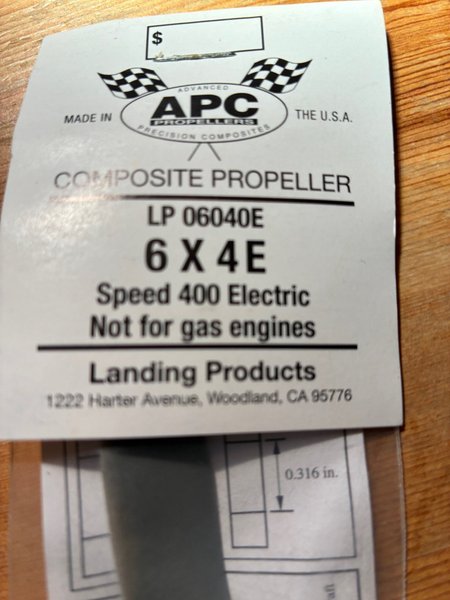 $
ADVANCED
MADE IN APC THE U.S.A.
PROPELLERS
PRECISION COMPOSITES
COMPOSITE PROPELLER
LP 06040E
6 X 4E
Speed 400 Electric
Not for gas engines
Landing Products
1222 Harter Avenue, Woodland, CA 95776
0.316 in.